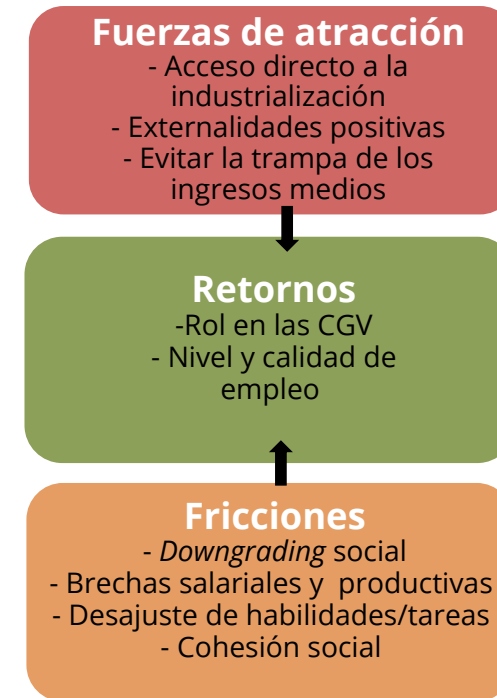 Fuerzas de atracción
- Acceso directo a la
industrialización
- Externalidades positivas
- Evitar la trampa de los
ingresos medios
Retornos
-Rol en las CGV
- Nivel y calidad de
empleo
Fricciones
- Downgrading social
- Brechas salariales y  productivas
- Desajuste de habilidades/tareas
- Cohesión social